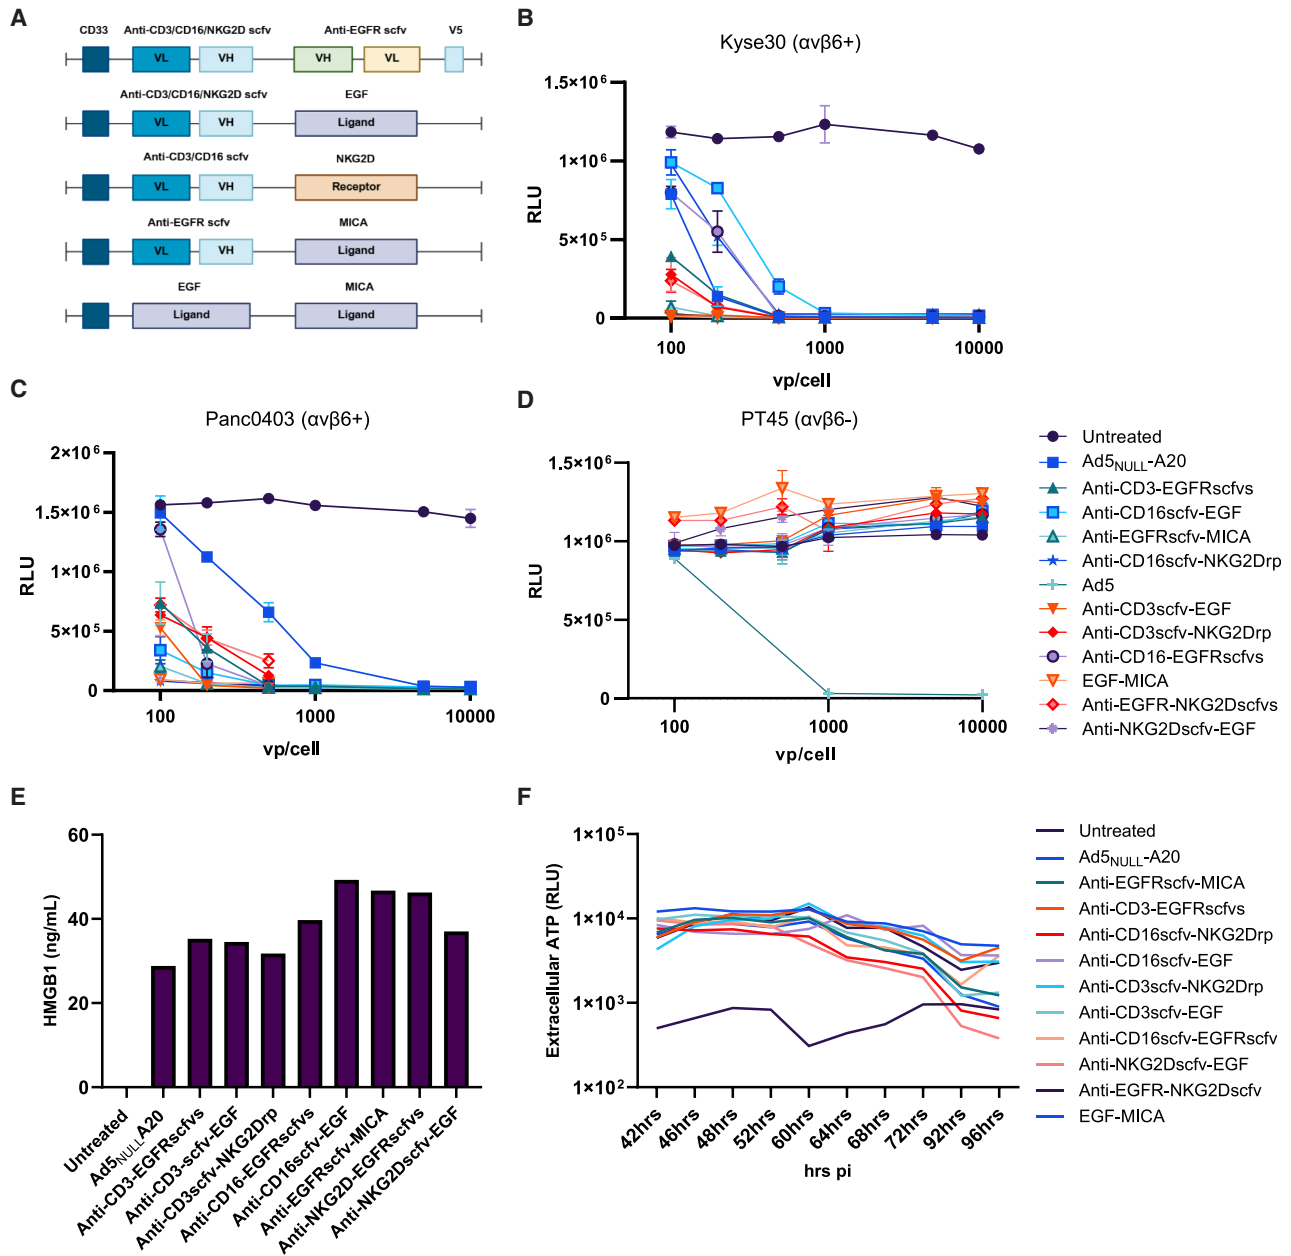 A
CD33 Anti-CD3/CD16/NKG2D scfv Anti-EGFR scfv V5
VL VH VH VL
Anti-CD3/CD16/NKG2D scfv EGF
VL VH Ligand
Anti-CD3/CD16 scfv NKG2D
VL VH Receptor
Anti-EGFR scfv MICA
VL VH Ligand
EGF MICA
Ligand Ligand
B
Kyse30 (αvβ6+)
RLU
1.5×10⁶
1×10⁶
5×10⁵
0
100 1000 10000
vp/cell
C
Panc0403 (αvβ6+)
RLU
2×10⁶
1.5×10⁶
1×10⁶
5×10⁵
0
100 1000 10000
vp/cell
D
PT45 (αvβ6-)
RLU
1.5×10⁶
1×10⁶
5×10⁵
0
100 1000 10000
vp/cell
Untreated
Ad5NULL-A20
Anti-CD3-EGFRscfvs
Anti-CD16scfv-EGF
Anti-EGFRscfv-MICA
Anti-CD16scfv-NKG2Drp
Ad5
Anti-CD3scfv-EGF
Anti-CD3scfv-NKG2Drp
Anti-CD16-EGFRscfvs
EGF-MICA
Anti-EGFR-NKG2Dscfvs
Anti-NKG2Dscfv-EGF
E
HMGB1 (ng/mL)
60
40
20
0
Untreated
Ad5NULLA20
Anti-CD3-EGFRscfvs
Anti-CD3-scfv-EGF
Anti-CD3scfv-NKG2Drp
Anti-CD16-EGFRscfvs
Anti-CD16scfv-EGF
Anti-EGFRscfv-MICA
Anti-NKG2D-EGFRscfvs
Anti-NKG2Dscfv-EGF
F
Extracellular ATP (RLU)
1×10⁵
1×10⁴
1×10³
1×10²
42hrs 46hrs 48hrs 52hrs 60hrs 64hrs 68hrs 72hrs 92hrs 96hrs
hrs pi
Untreated
Ad5NULL-A20
Anti-EGFRscfv-MICA
Anti-CD3-EGFRscfvs
Anti-CD16scfv-NKG2Drp
Anti-CD16scfv-EGF
Anti-CD3scfv-NKG2Drp
Anti-CD3scfv-EGF
Anti-CD16scfv-EGFRscfv
Anti-NKG2Dscfv-EGF
Anti-EGFR-NKG2Dscfv
EGF-MICA